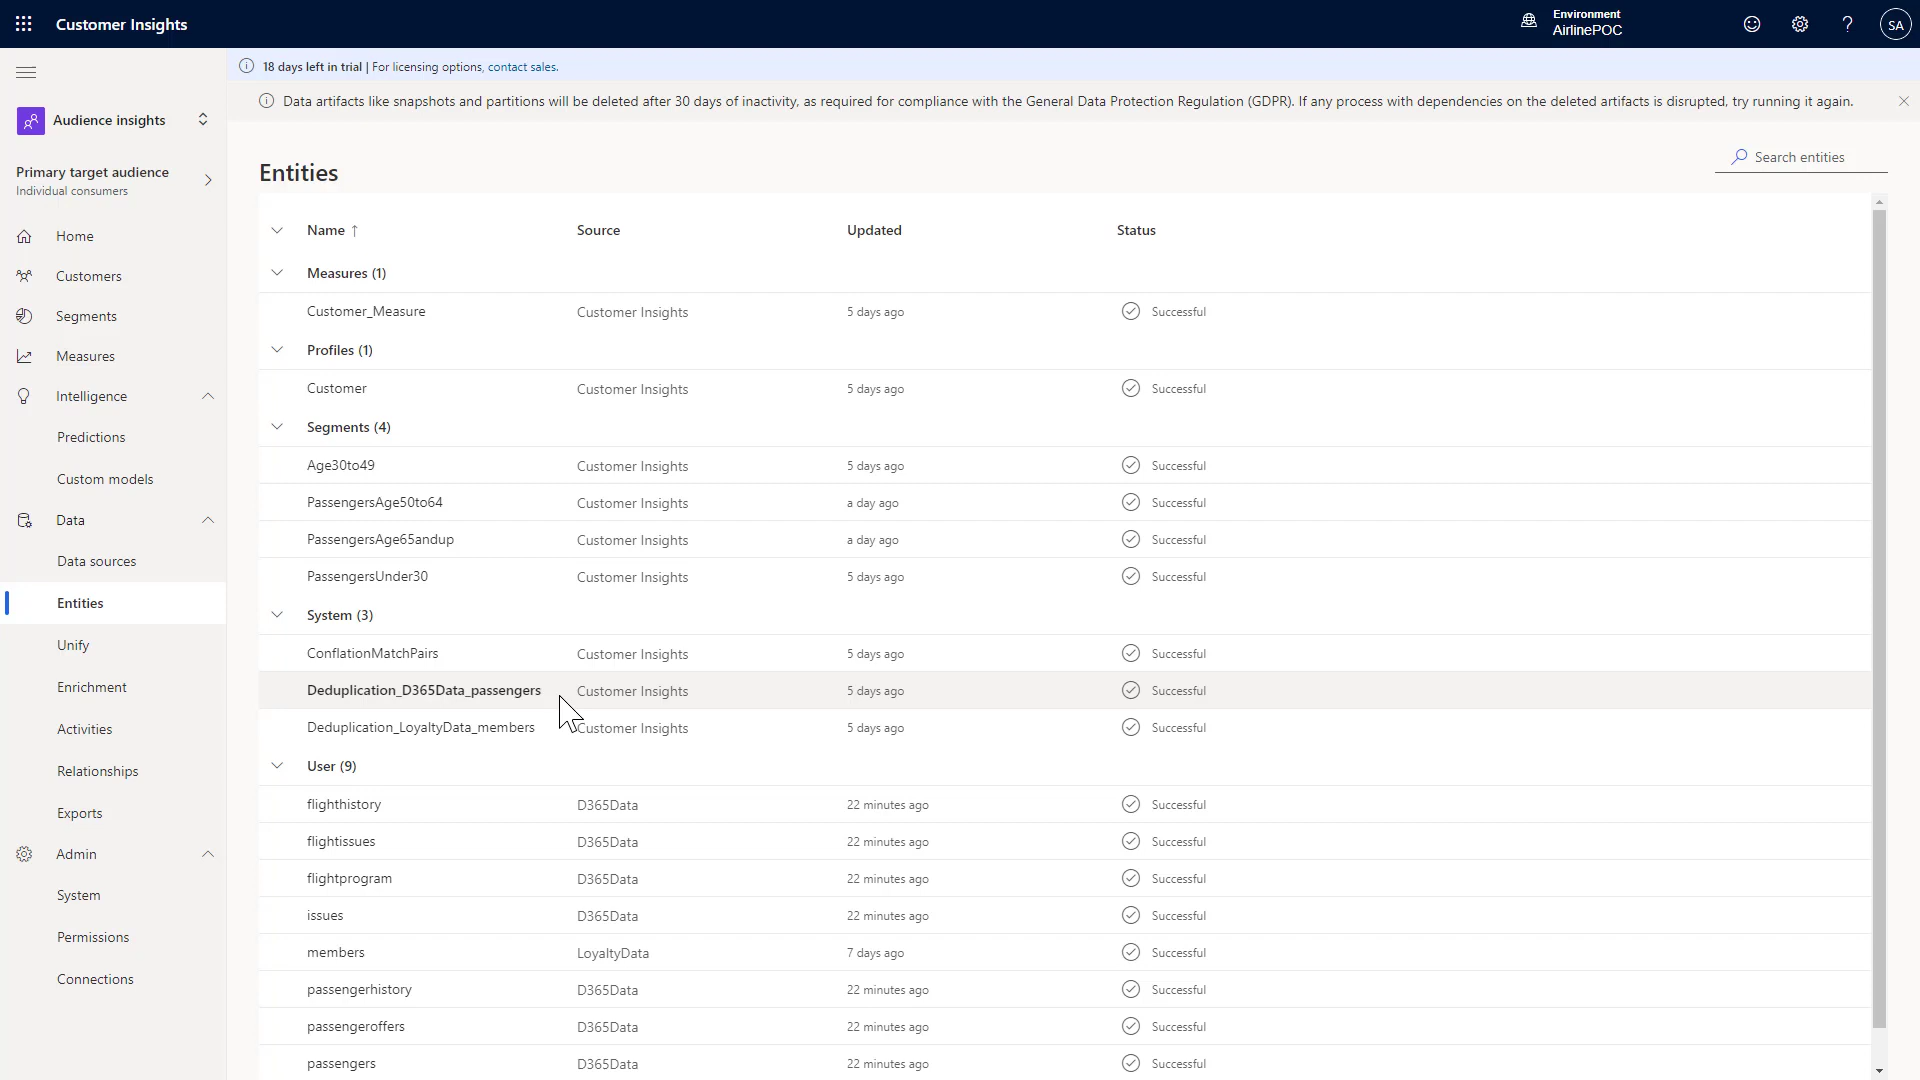 Customer Insights
Environment
AirlinePOC
?
SA
18 days left in trial | For licensing options, contact sales.
Data artifacts like snapshots and partitions will be deleted after 30 days of inactivity, as required for compliance with the General Data Protection Regulation (GDPR). If any process with dependencies on the deleted artifacts is disrupted, try running it again.
Audience insights
Primary target audience
Individual consumers
Home
Customers
Segments
Measures
Intelligence
Predictions
Custom models
Data
Data sources
Entities
Unify
Enrichment
Activities
Relationships
Exports
Admin
System
Permissions
Connections
Entities
Search entities
Name ↑ Source Updated Status
Measures (1)
Customer_Measure Customer Insights 5 days ago Successful
Profiles (1)
Customer Customer Insights 5 days ago Successful
Segments (4)
Age30to49 Customer Insights 5 days ago Successful
PassengersAge50to64 Customer Insights a day ago Successful
PassengersAge65andup Customer Insights a day ago Successful
PassengersUnder30 Customer Insights 5 days ago Successful
System (3)
ConflationMatchPairs Customer Insights 5 days ago Successful
Deduplication_D365Data_passengers Customer Insights 5 days ago Successful
Deduplication_LoyaltyData_members Customer Insights 5 days ago Successful
User (9)
flighthistory D365Data 22 minutes ago Successful
flightissues D365Data 22 minutes ago Successful
flightprogram D365Data 22 minutes ago Successful
issues D365Data 22 minutes ago Successful
members LoyaltyData 7 days ago Successful
passengerhistory D365Data 22 minutes ago Successful
passengeroffers D365Data 22 minutes ago Successful
passengers D365Data 22 minutes ago Successful